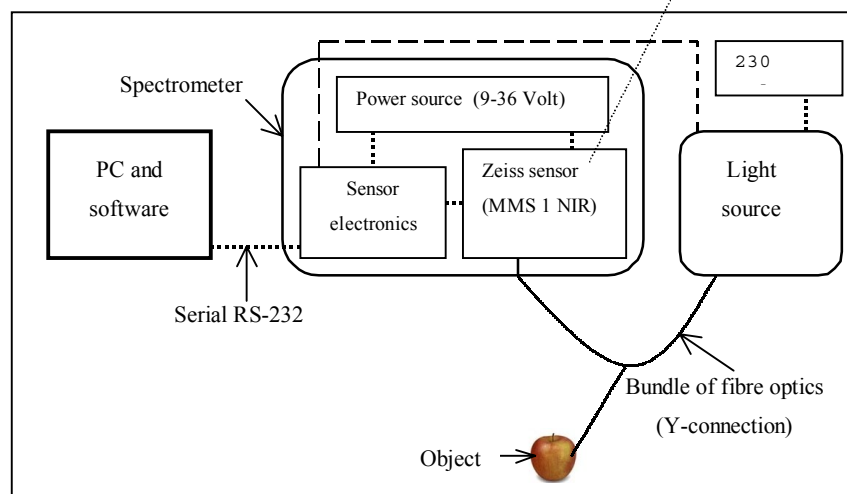 230
Spectrometer
Power source (9-36 Volt)
PC and
software
Sensor
electronics
Zeiss sensor
(MMS 1 NIR)
Light
source
Serial RS-232
Bundle of fibre optics
(Y-connection)
Object